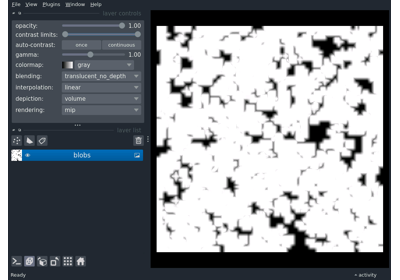 File View Plugins Window Help
layer controls
opacity: 1.00
contrast limits:
auto-contrast: once continuous
gamma: 1.00
colormap: gray
blending: translucent_no_depth
interpolation: linear
depiction: volume
rendering: mip
layer list
blobs
Ready
activity